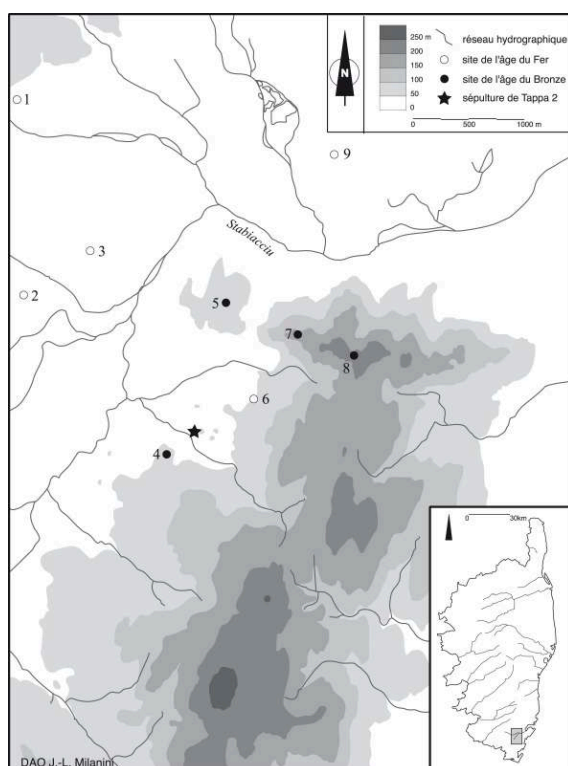 250 m
200
150
100
50
0
réseau hydrographique
site de l'âge du Fer
site de l'âge du Bronze
sépulture de Tappa 2
0 500 1000 m
N
1
9
Stabiacciu
3
2
5
7
8
6
4
0 30km
DAO J.-L. Milanini